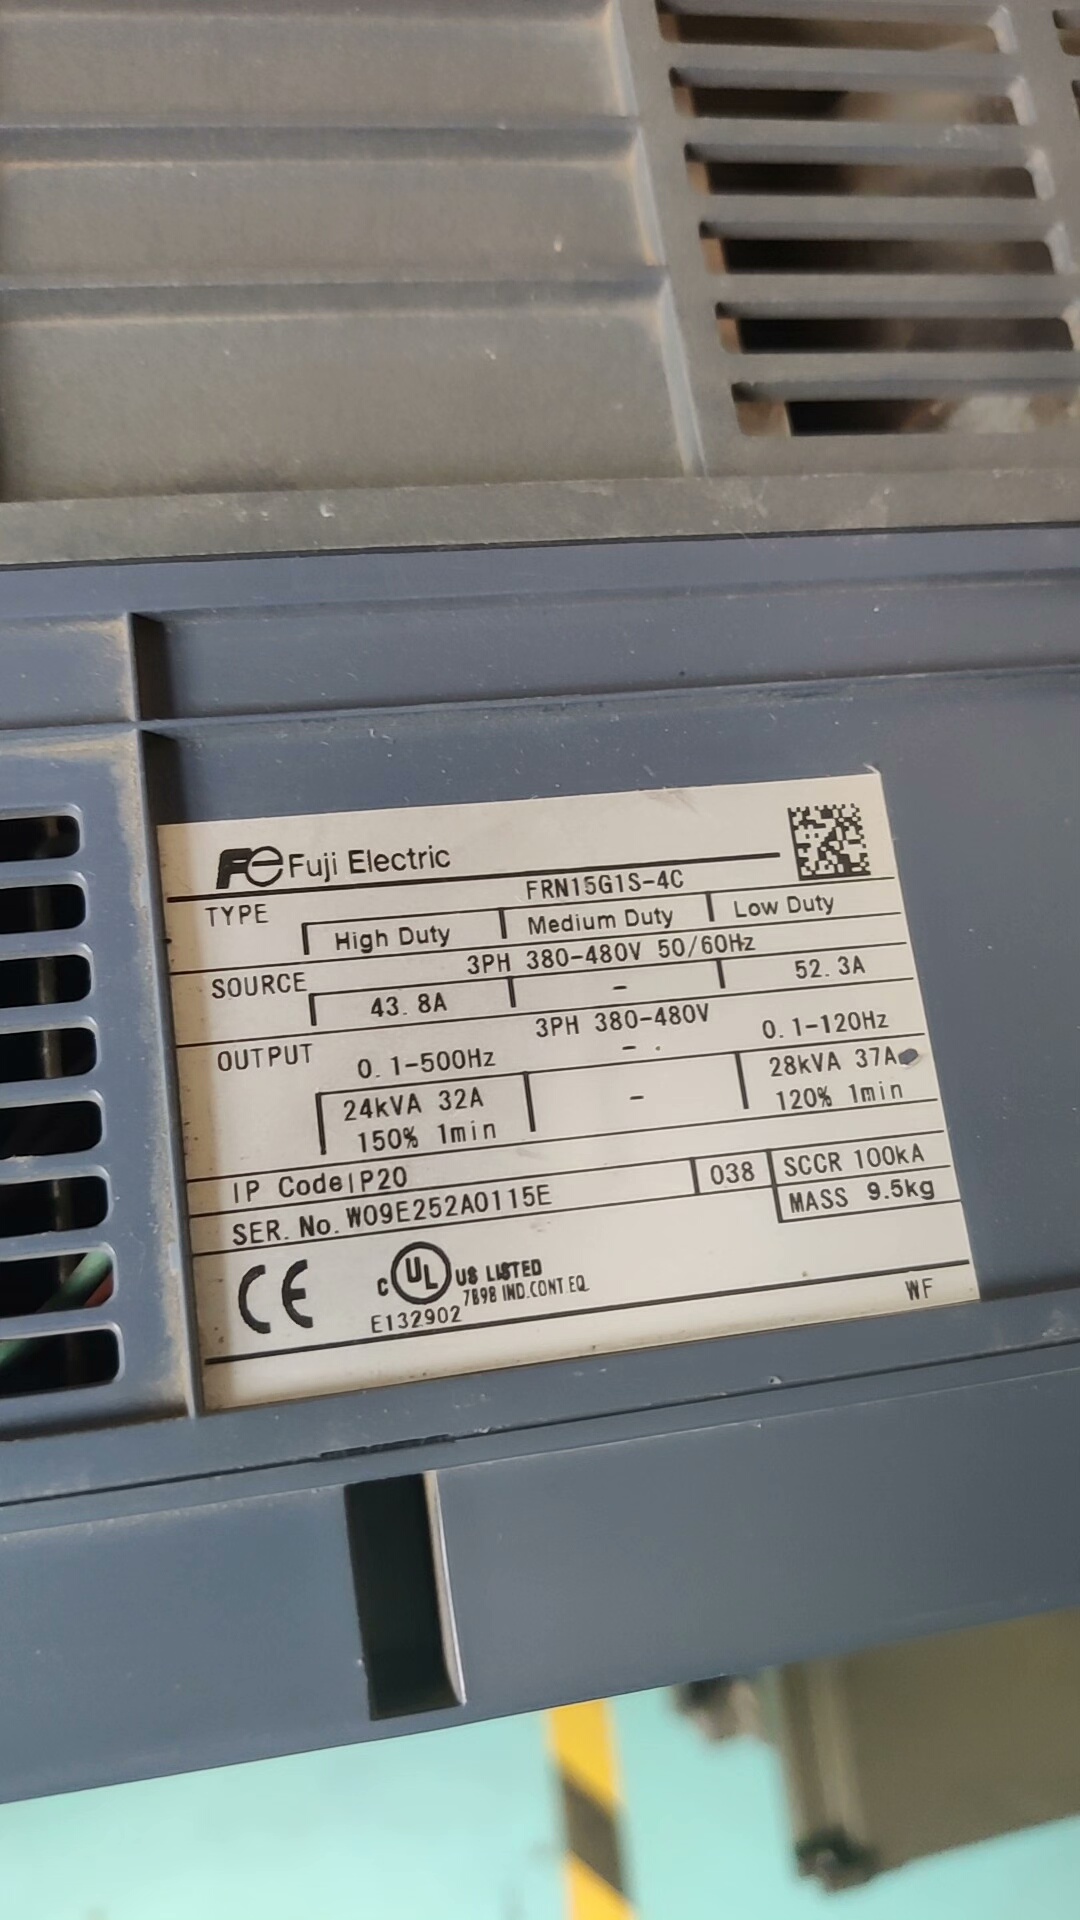 Fe Fuji Electric
TYPE FRN15G1S-4C
High Duty Medium Duty Low Duty
SOURCE 3PH 380-480V 50/60Hz
43.8A - 52.3A
OUTPUT 3PH 380-480V
0.1-500Hz - 0.1-120Hz
24kVA 32A - 28kVA 37A
150% 1min 120% 1min
IP Code IP20 038 SCCR 100kA
SER. No. W09E252A0115E MASS 9.5kg
CE c UL US LISTED
7B98 IND.CONT.EQ.
E132902 WF